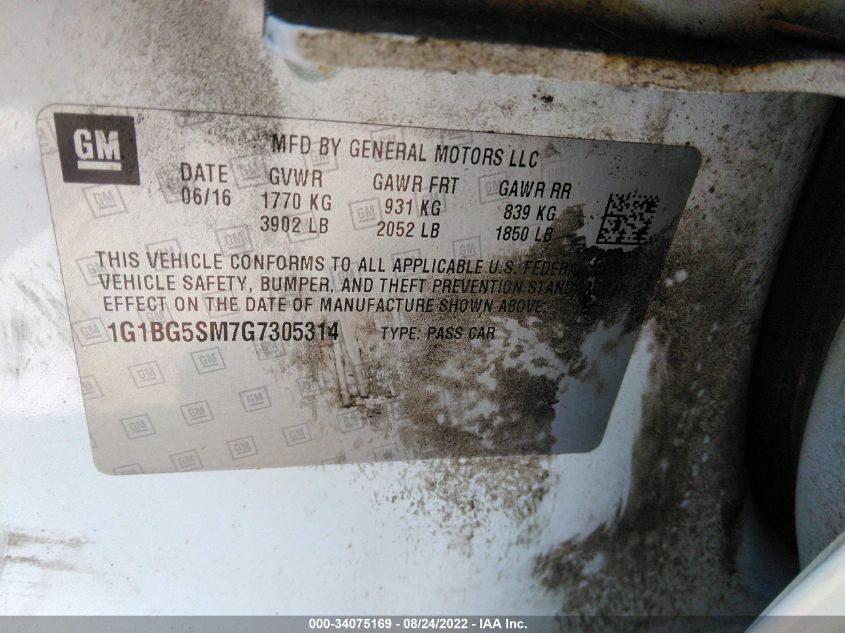 GM
MFD BY GENERAL MOTORS LLC
DATE GVWR GAWR FRT GAWR RR
06/16 1770 KG 931 KG 839 KG
3902 LB 2052 LB 1850 LB
THIS VEHICLE CONFORMS TO ALL APPLICABLE U.S. FEDERAL
VEHICLE SAFETY, BUMPER, AND THEFT PREVENTION
EFFECT ON THE DATE OF MANUFACTURE SHOWN ABOVE.
1G1BG5SM7G7305314 TYPE: PASS CAR
000-34075169 - 08/24/2022 - IAA Inc.